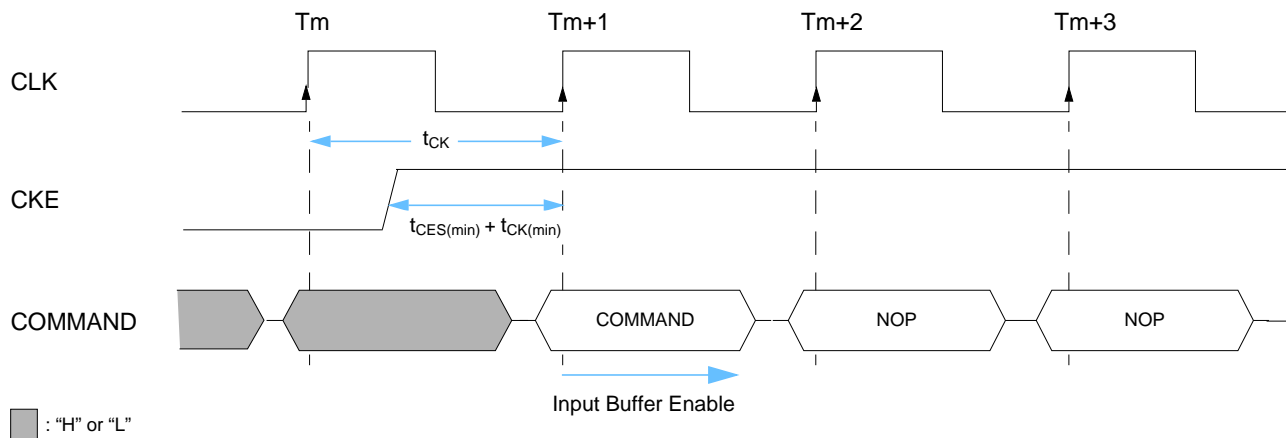 Tm Tm+1 Tm+2 Tm+3
CLK
tCK
CKE
tCES(min) + tCK(min)
COMMAND COMMAND NOP NOP
Input Buffer Enable
: “H” or “L”